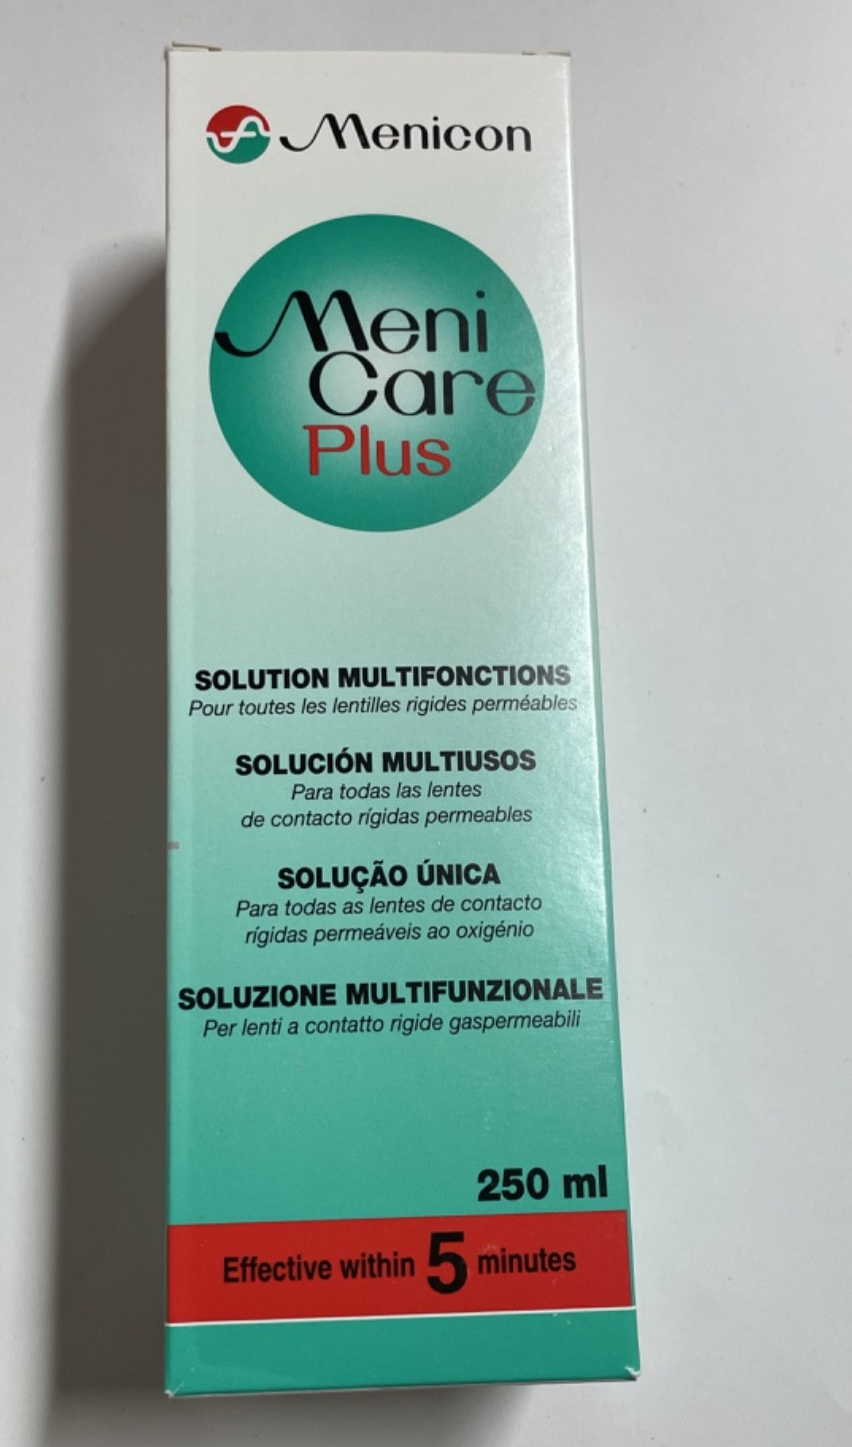 Menicon
Meni
Care
Plus
SOLUTION MULTIFONCTIONS
Pour toutes les lentilles rigides perméables
SOLUCIÓN MULTIUSOS
Para todas las lentes
de contacto rígidas permeables
SOLUÇÃO ÚNICA
Para todas as lentes de contacto
rígidas permeáveis ao oxigénio
SOLUZIONE MULTIFUNZIONALE
Per lenti a contatto rigide gaspermeabili
250 ml
Effective within 5 minutes